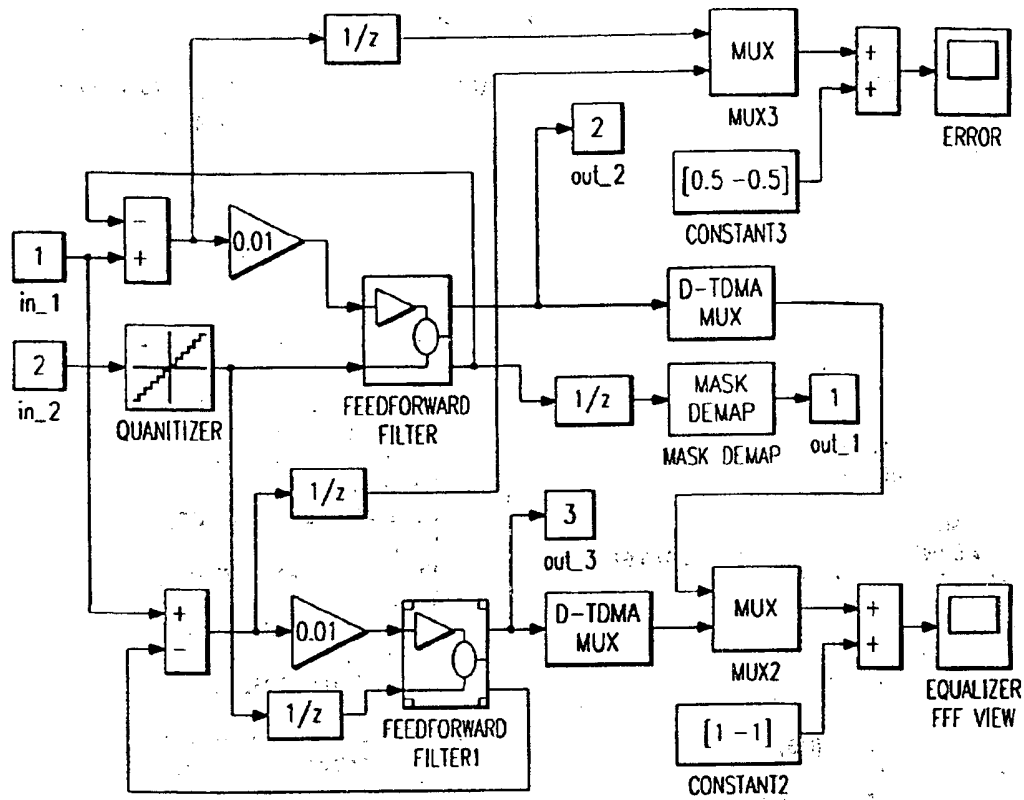 1/z
MUX
MUX3
+
+
ERROR
2
out_2
[0.5 -0.5]
CONSTANT3
-
+
0.01
1
in_1
D-TDMA
MUX
2
in_2
QUANITIZER
FEEDFORWARD
FILTER
1/z
MASK
DEMAP
MASK DEMAP
1
out_1
1/z
3
out_3
+
-
0.01
D-TDMA
MUX
MUX
MUX2
+
+
EQUALIZER
FFF VIEW
1/z
FEEDFORWARD
FILTER1
[1 -1]
CONSTANT2